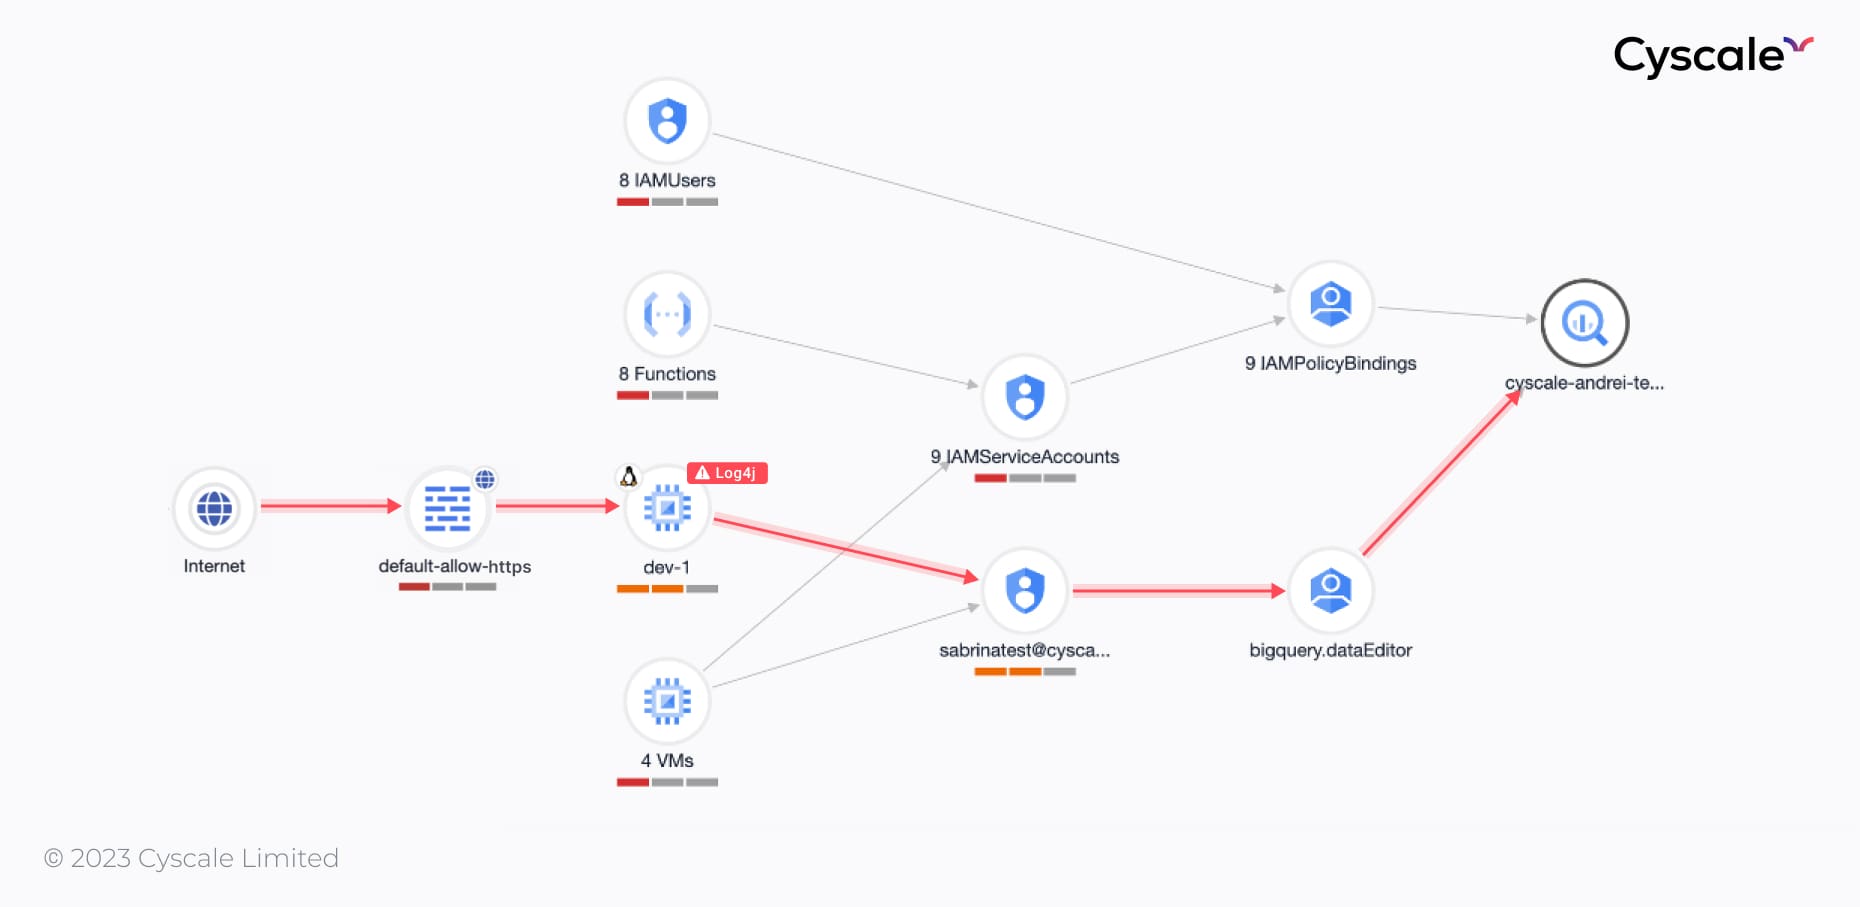 Cyscale
8 IAMUsers
8 Functions
9 IAMPolicyBindings
cyscale-andrei-te...
9 IAMServiceAccounts
Log4j
Internet
default-allow-https
dev-1
sabrinatest@cysca...
bigquery.dataEditor
4 VMs
© 2023 Cyscale Limited